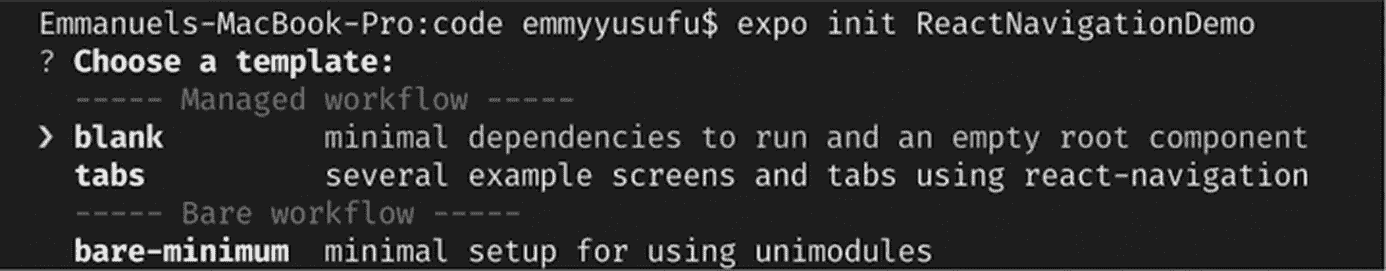 Emmanuels-MacBook-Pro:code emmyyusufu$ expo init ReactNavigationDemo
? Choose a template:
----- Managed workflow -----
❯ blank minimal dependencies to run and an empty root component
tabs several example screens and tabs using react-navigation
----- Bare workflow -----
bare-minimum minimal setup for using unimodules